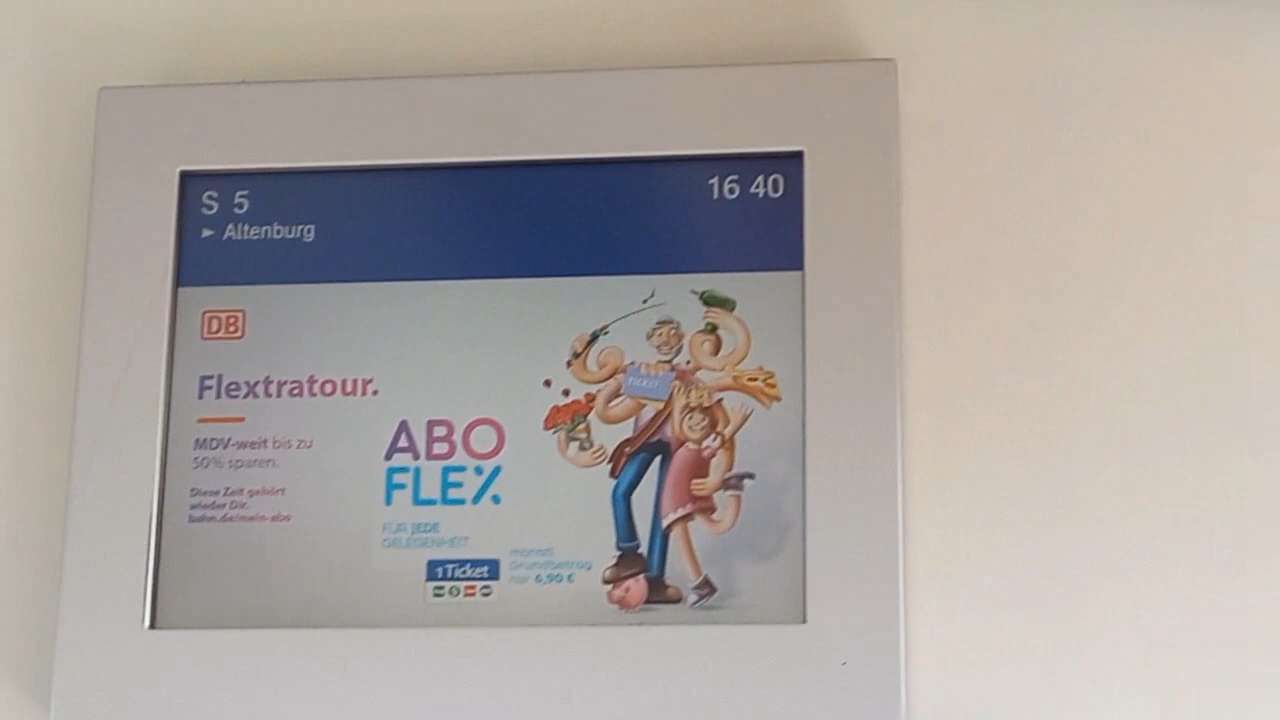 S 5
16 40
► Altenburg
DB
Flextratour.
MDV-weit bis zu
50% sparen.
Diese Zeit gehört
wieder Dir.
bahn.de/mein-abo
ABO
FLEX
FÜR JEDE
GELEGENHEIT
1Ticket
monatl.
Grundbetrag
nur 6,90 €
TICKET